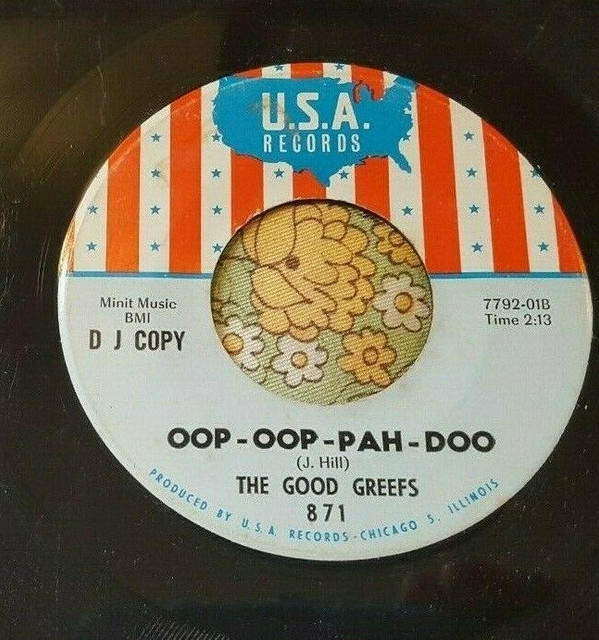 U.S.A.
RECORDS
Minit Music
BMI
D J COPY
7792-01B
Time 2:13
OOP-OOP-PAH-DOO
(J. Hill)
THE GOOD GREEFS
871
PRODUCED BY U.S.A. RECORDS-CHICAGO 5, ILLINOIS